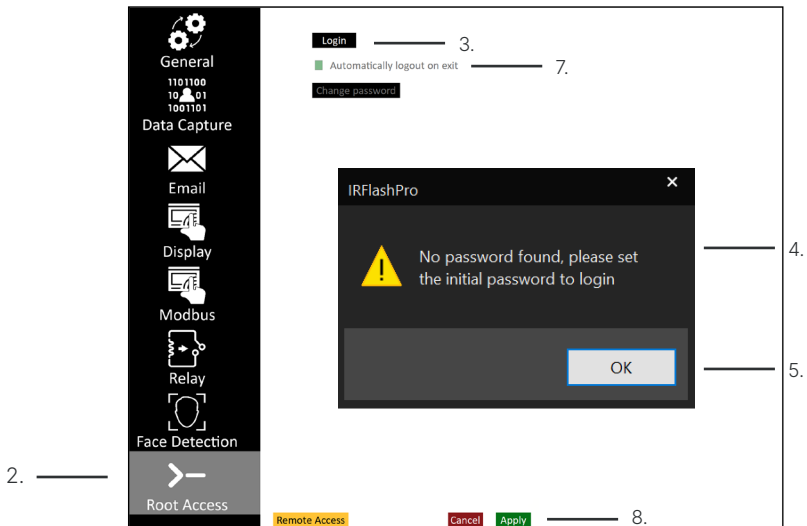 General
1101100
10 01
1001101
Data Capture
Email
Display
Modbus
Relay
Face Detection
2.
Root Access
Login
3.
Automatically logout on exit
7.
Change password
IRFlashPro
No password found, please set
the initial password to login
4.
OK
5.
Remote Access
Cancel
Apply
8.